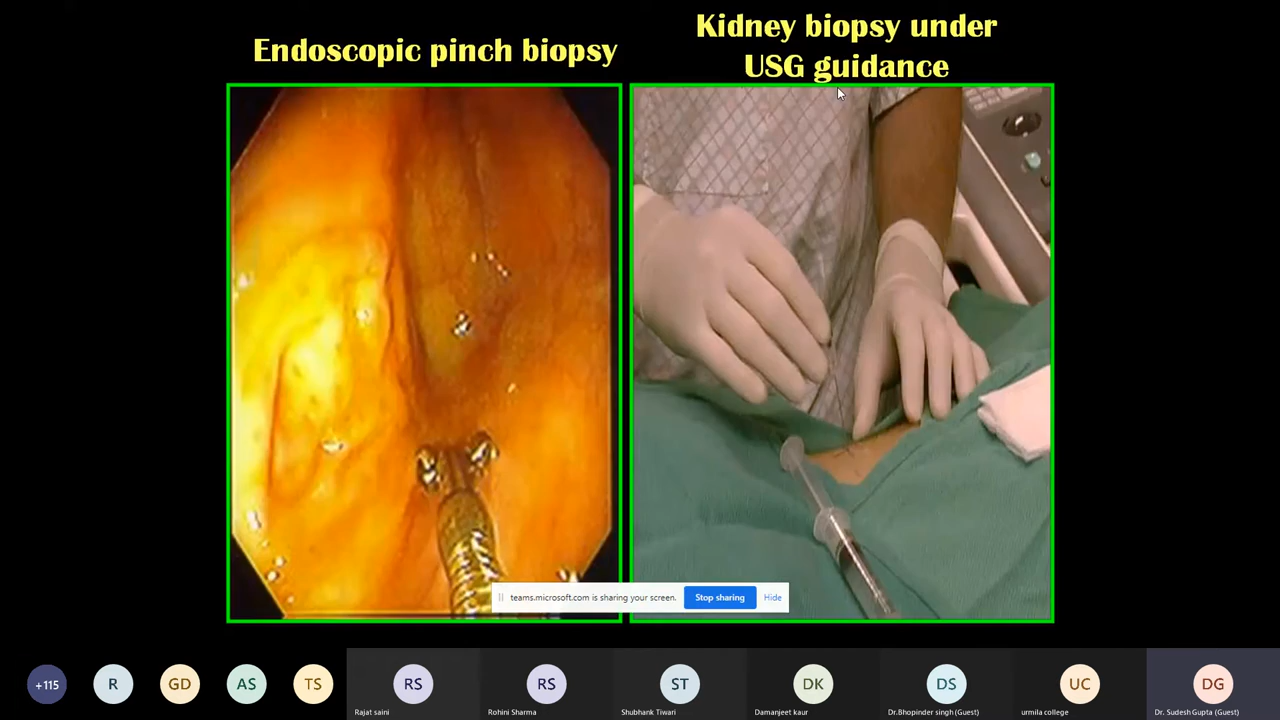 Endoscopic pinch biopsy
Kidney biopsy under
USG guidance
teams.microsoft.com is sharing your screen.
Stop sharing
Hide
+115
R
GD
AS
TS
RS
RS
ST
DK
DS
UC
DG
Rajat saini
Rohini Sharma
Shubhank Tiwari
Damanjeet kaur
Dr.Bhopinder singh (Guest)
urmila college
Dr. Sudesh Gupta (Guest)